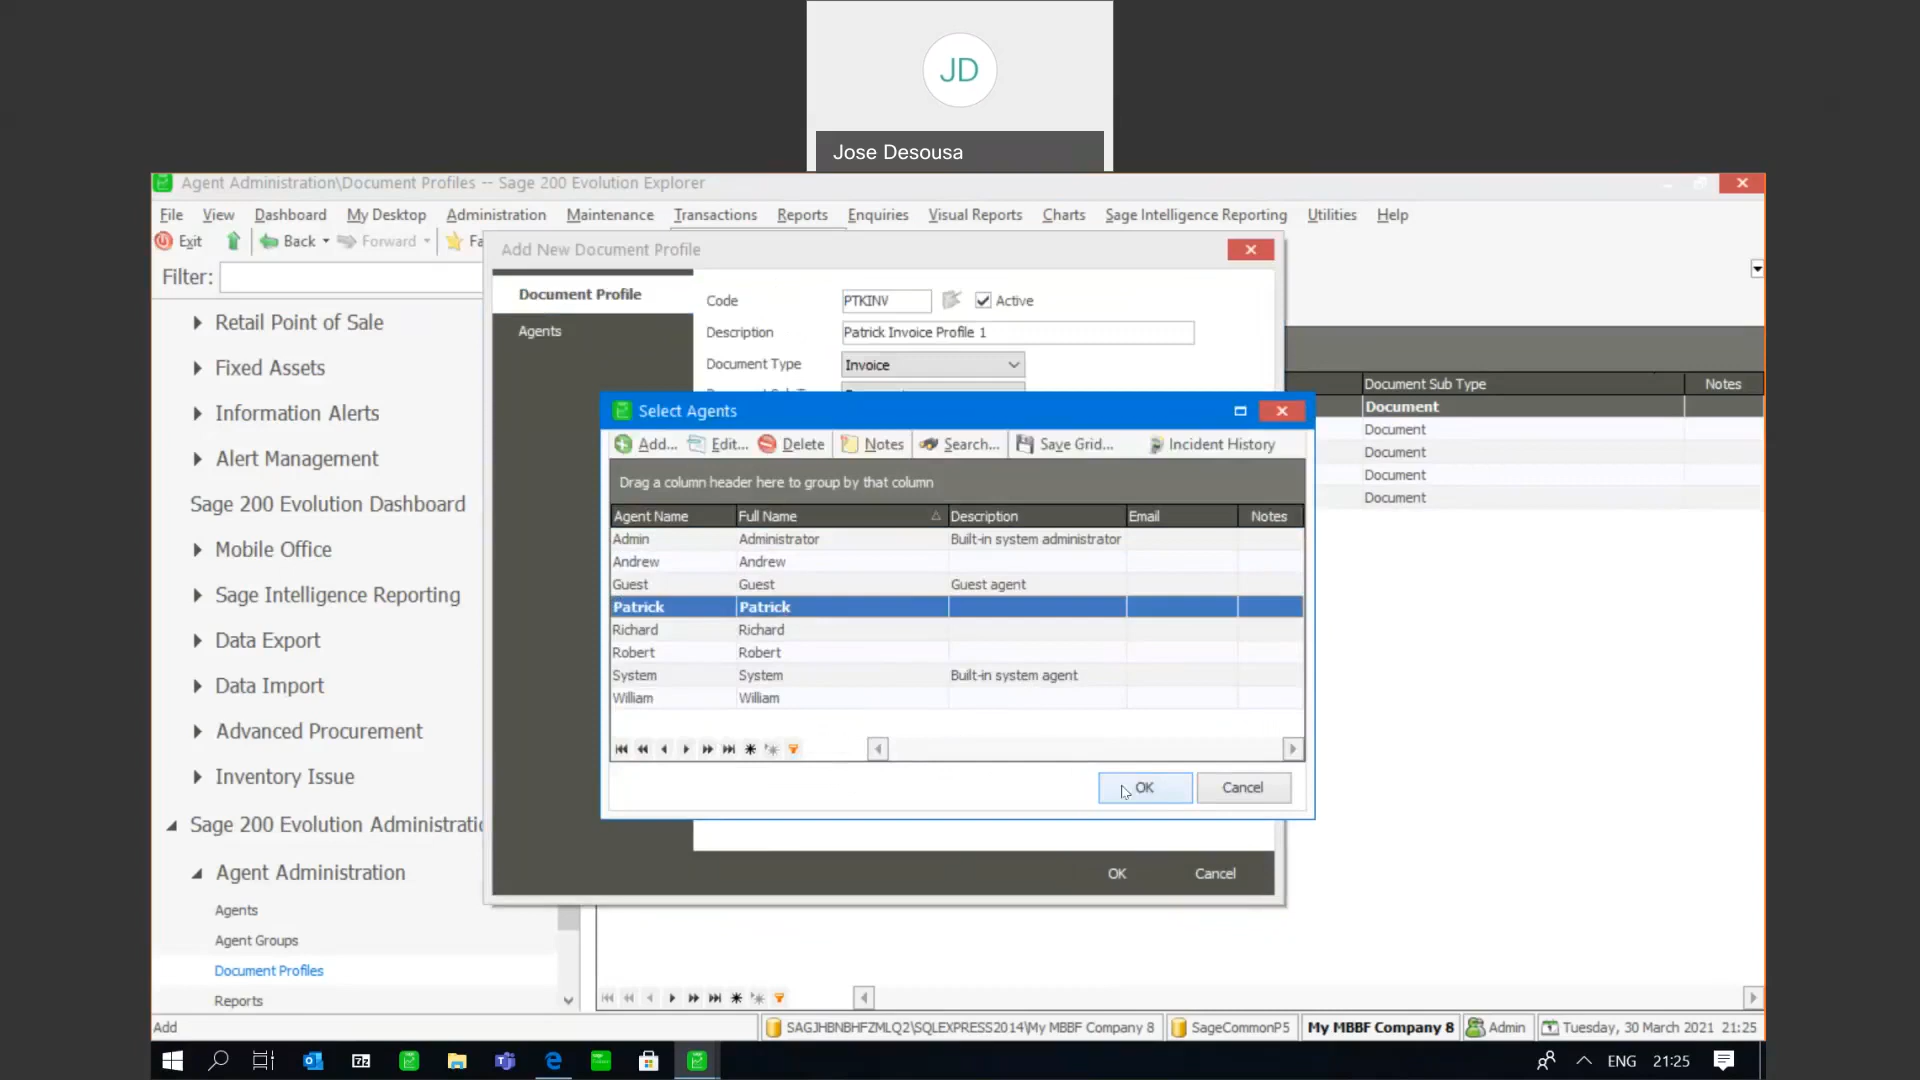 JD
Jose Desousa
Agent Administration\Document Profiles -- Sage 200 Evolution Explorer
File View Dashboard My Desktop Administration Maintenance Transactions Reports Enquiries Visual Reports Charts Sage Intelligence Reporting Utilities Help
Exit Back Forward Fa
Filter:
Retail Point of Sale
Fixed Assets
Information Alerts
Alert Management
Sage 200 Evolution Dashboard
Mobile Office
Sage Intelligence Reporting
Data Export
Data Import
Advanced Procurement
Inventory Issue
Sage 200 Evolution Administratio
Agent Administration
Agents
Agent Groups
Document Profiles
Reports
Add New Document Profile
Document Profile
Agents
Code PTKINV Active
Description Patrick Invoice Profile 1
Document Type Invoice
Select Agents
Add... Edit... Delete Notes Search... Save Grid... Incident History
Drag a column header here to group by that column
Agent Name Full Name Description Email Notes
Admin Administrator Built-in system administrator
Andrew Andrew
Guest Guest Guest agent
Patrick Patrick
Richard Richard
Robert Robert
System System Built-in system agent
William William
OK Cancel
OK Cancel
Document Sub Type Notes
Document
Document
Document
Document
Document
Add SAGJHBNBHFZMLQ2\SQLEXPRESS2014\My MBBF Company 8 SageCommonP5 My MBBF Company 8 Admin Tuesday, 30 March 2021 21:25
ENG 21:25